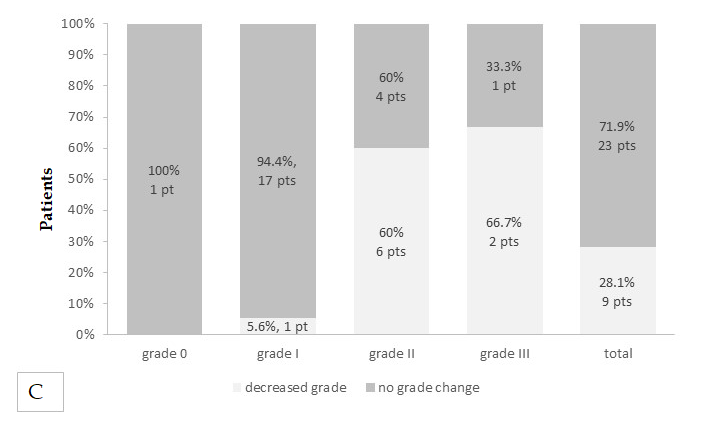 100%
90%
80%
70%
60%
50%
40%
30%
20%
10%
0%
Patients
100%
1 pt
94.4%,
17 pts
5.6%, 1 pt
60%
4 pts
60%
6 pts
33.3%
1 pt
66.7%
2 pts
71.9%
23 pts
28.1%
9 pts
grade 0 grade I grade II grade III total
decreased grade no grade change
C